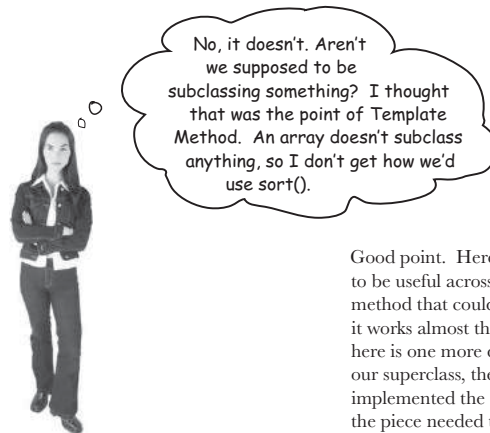 No, it doesn't. Aren't
we supposed to be
subclassing something? I thought
that was the point of Template
Method. An array doesn't subclass
anything, so I don't get how we'd
use sort().
Good point. Here
to be useful across
method that could
it works almost th
here is one more
our superclass, the
implemented the
the piece needed